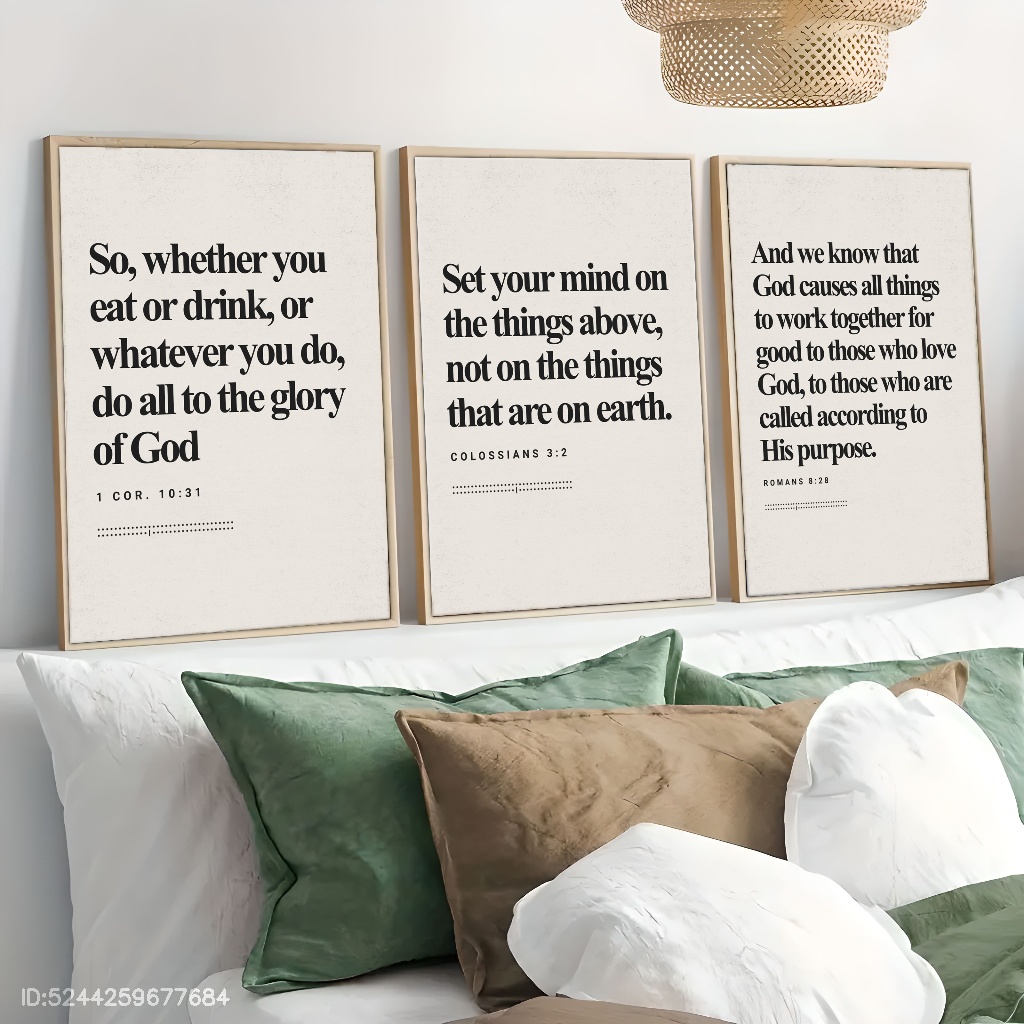 So, whether you
eat or drink, or
whatever you do,
do all to the glory
of God
1 COR. 10:31
Set your mind on
the things above,
not on the things
that are on earth.
COLOSSIANS 3:2
And we know that
God causes all things
to work together for
good to those who love
God, to those who are
called according to
His purpose.
ROMANS 8:28
ID:5244259677684